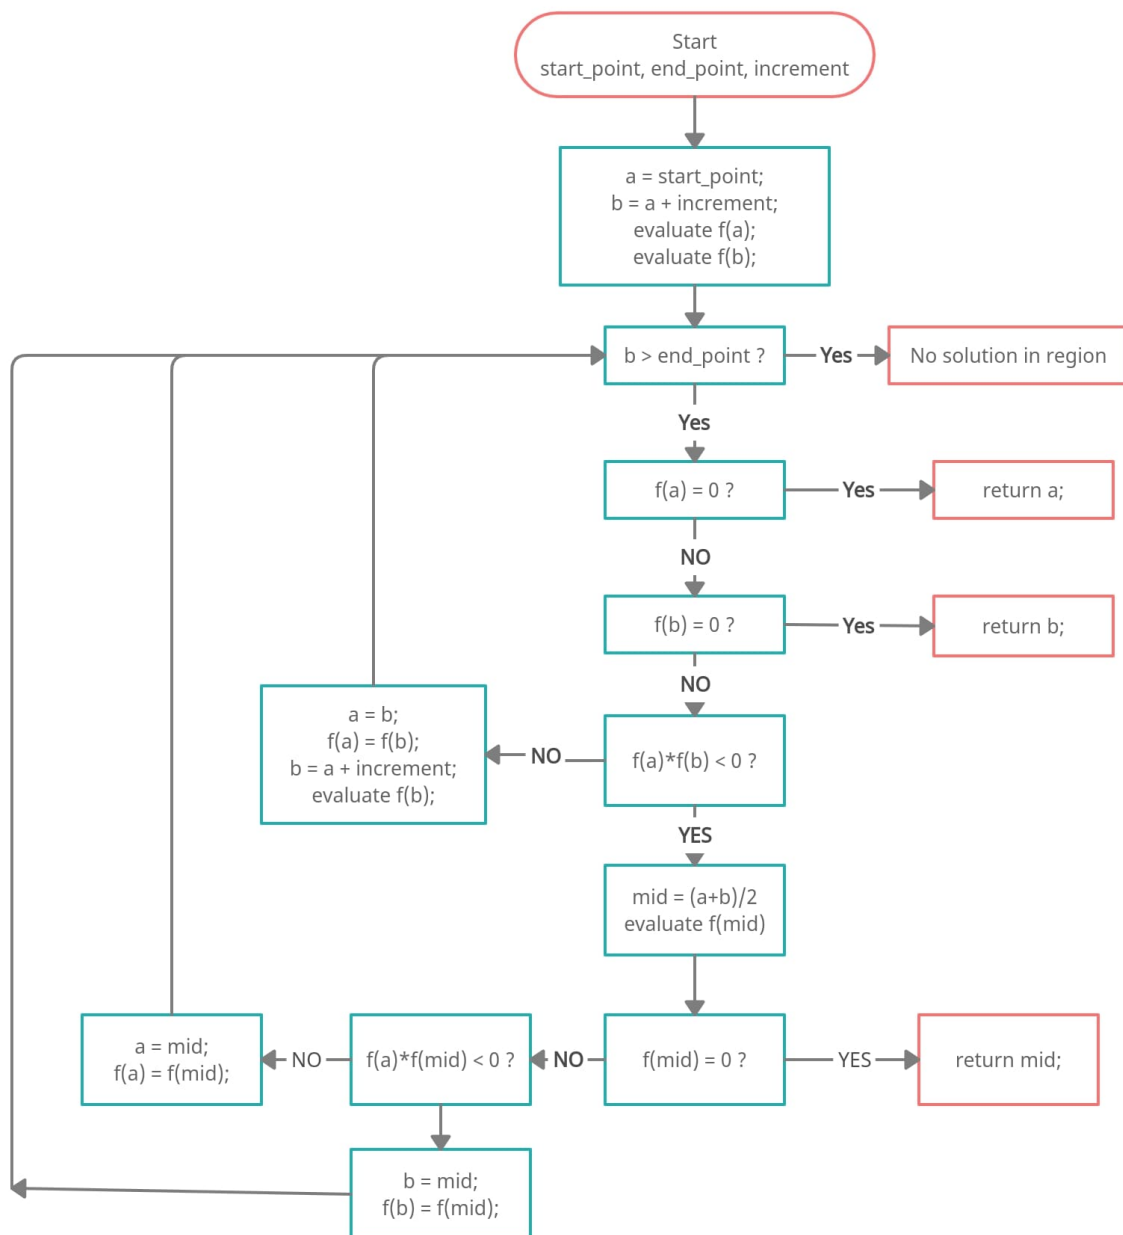 Start
start_point, end_point, increment
a = start_point;
b = a + increment;
evaluate f(a);
evaluate f(b);
b > end_point ?
Yes
No solution in region
Yes
f(a) = 0 ?
Yes
return a;
NO
f(b) = 0 ?
Yes
return b;
NO
a = b;
f(a) = f(b);
b = a + increment;
evaluate f(b);
NO
f(a)*f(b) < 0 ?
YES
mid = (a+b)/2
evaluate f(mid)
a = mid;
f(a) = f(mid);
NO
f(a)*f(mid) < 0 ?
NO
f(mid) = 0 ?
YES
return mid;
b = mid;
f(b) = f(mid);